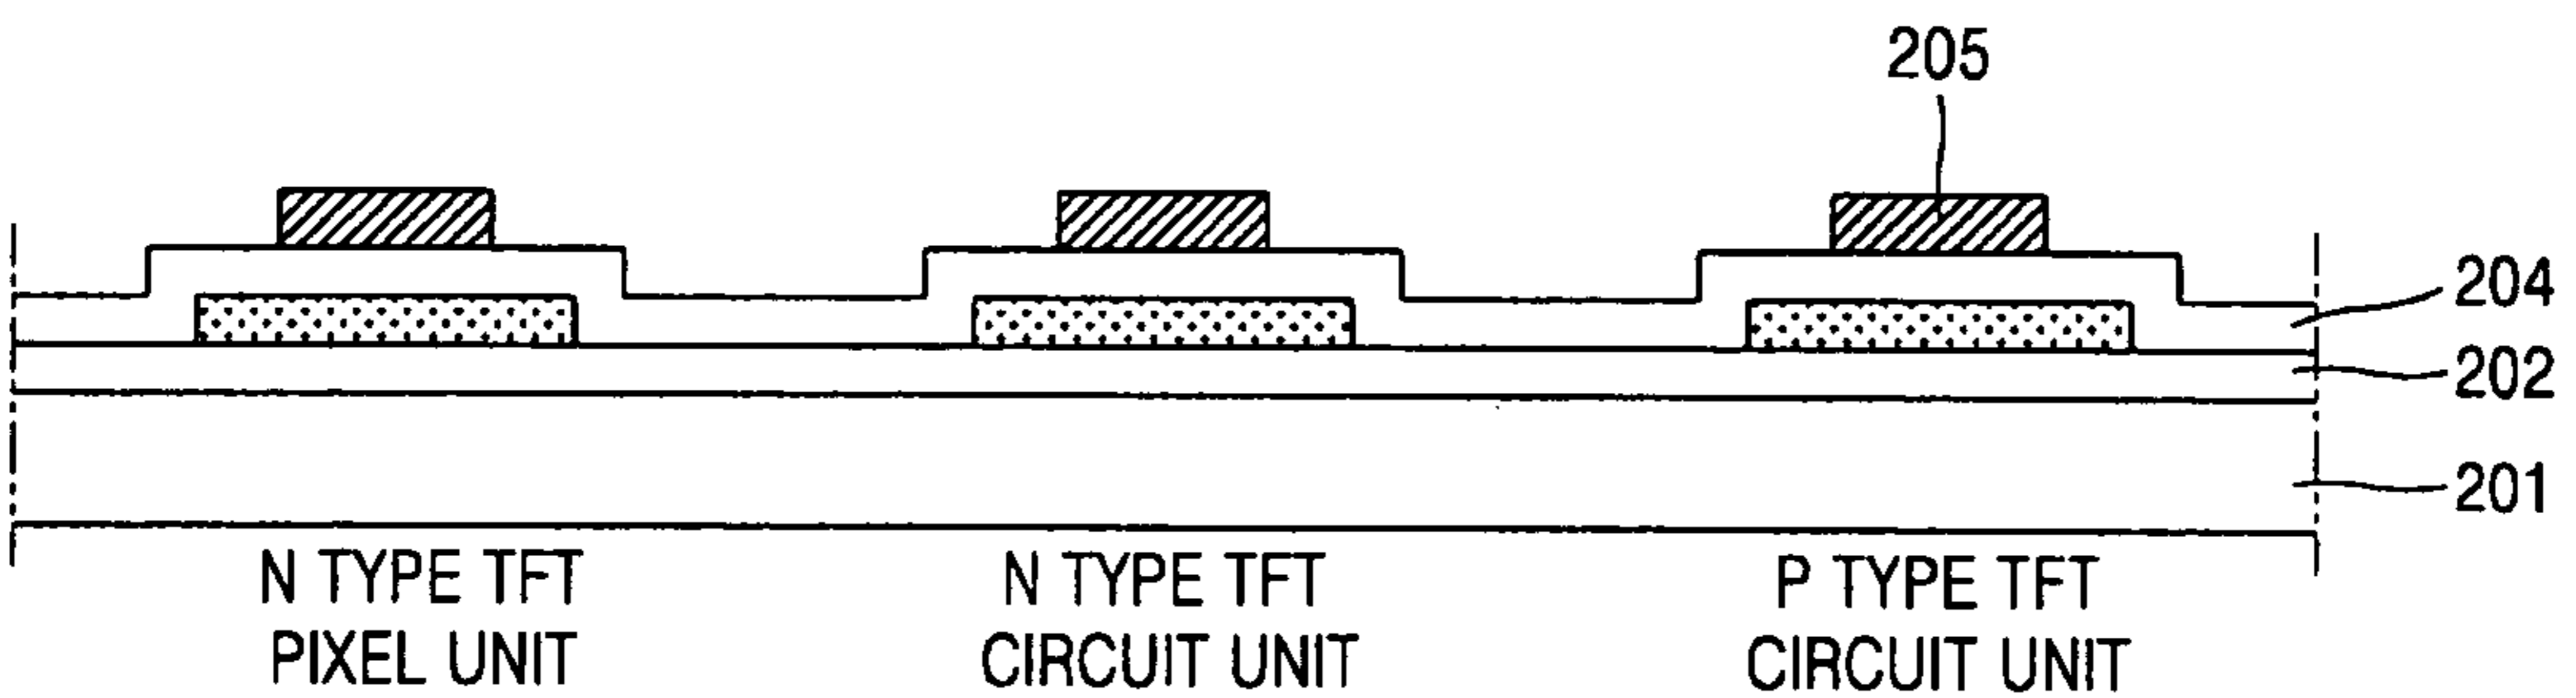 205
204
202
201
N TYPE TFT
PIXEL UNIT
N TYPE TFT
CIRCUIT UNIT
P TYPE TFT
CIRCUIT UNIT